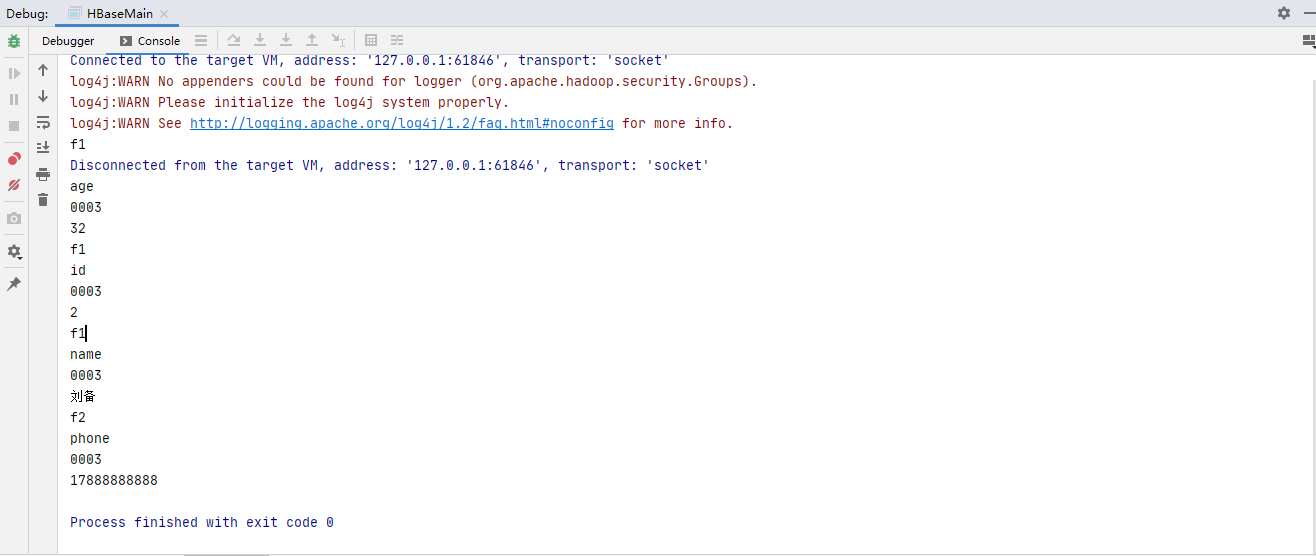 Debug: HBaseMain
Debugger Console
Connected to the target VM, address: '127.0.0.1:61846', transport: 'socket'
log4j:WARN No appenders could be found for logger (org.apache.hadoop.security.Groups).
log4j:WARN Please initialize the log4j system properly.
log4j:WARN See http://logging.apache.org/log4j/1.2/faq.html#noconfig for more info.
f1
Disconnected from the target VM, address: '127.0.0.1:61846', transport: 'socket'
age
0003
32
f1
id
0003
2
f1
name
0003
刘备
f2
phone
0003
17888888888
Process finished with exit code 0